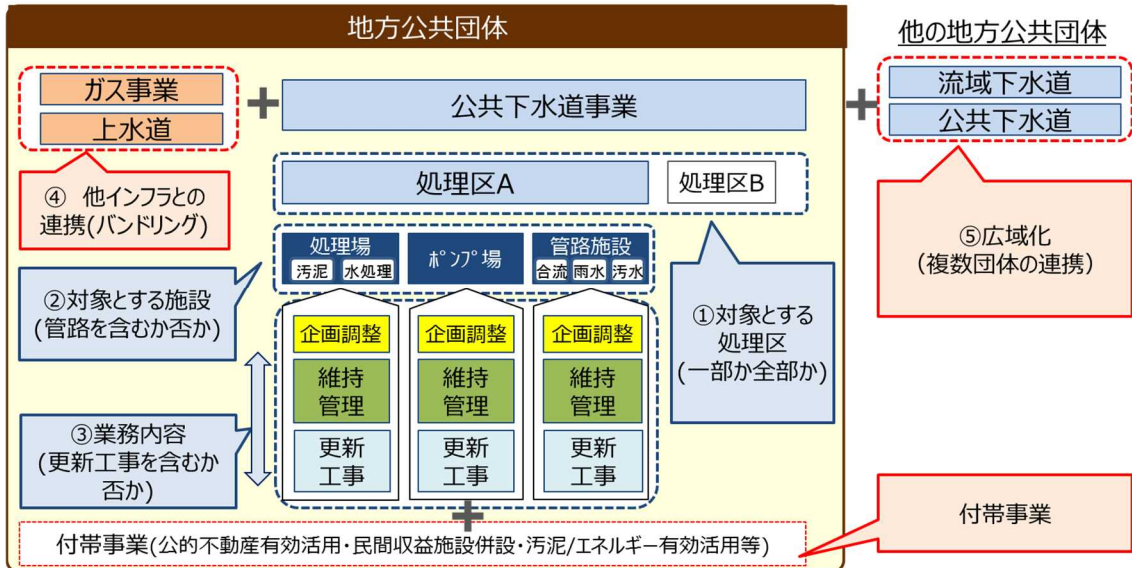 地方公共団体
他の地方公共団体
ガス事業
上水道
+
公共下水道事業
+
流域下水道
公共下水道
④ 他インフラとの
連携(バンドリング)
処理区A
処理区B
⑤広域化
(複数団体の連携)
処理場
汚泥 水処理
ポンプ場
管路施設
合流 雨水 汚水
②対象とする施設
(管路を含むか否か)
①対象とする
処理区
(一部か全部か)
企画調整
維持
管理
更新
工事
企画調整
維持
管理
更新
工事
企画調整
維持
管理
更新
工事
③業務内容
(更新工事を含むか
否か)
+
付帯事業(公的不動産有効活用・民間収益施設併設・汚泥/エネルギー有効活用等)
付帯事業